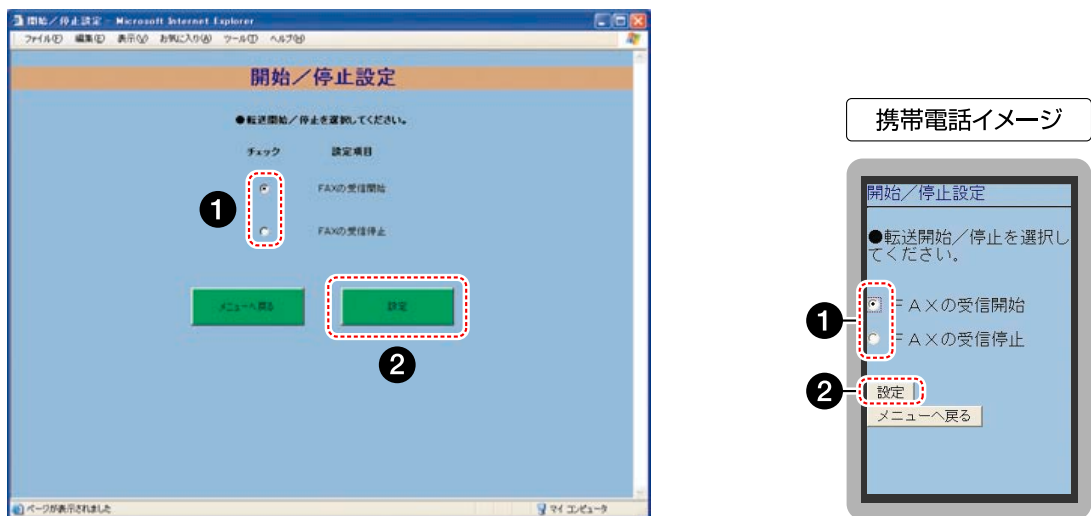 開始／停止設定 - Microsoft Internet Explorer
ファイル(F) 編集(E) 表示(V) お気に入り(A) ツール(T) ヘルプ(H)
開始／停止設定
●転送開始／停止を選択してください。
チェック 設定項目
1
FAXの受信開始
FAXの受信停止
メニューへ戻る 設定
2
ページが表示されました マイ コンピュータ
携帯電話イメージ
開始／停止設定
●転送開始／停止を選択し
てください。
1
ＦＡＸの受信開始
ＦＡＸの受信停止
2 設定
メニューへ戻る